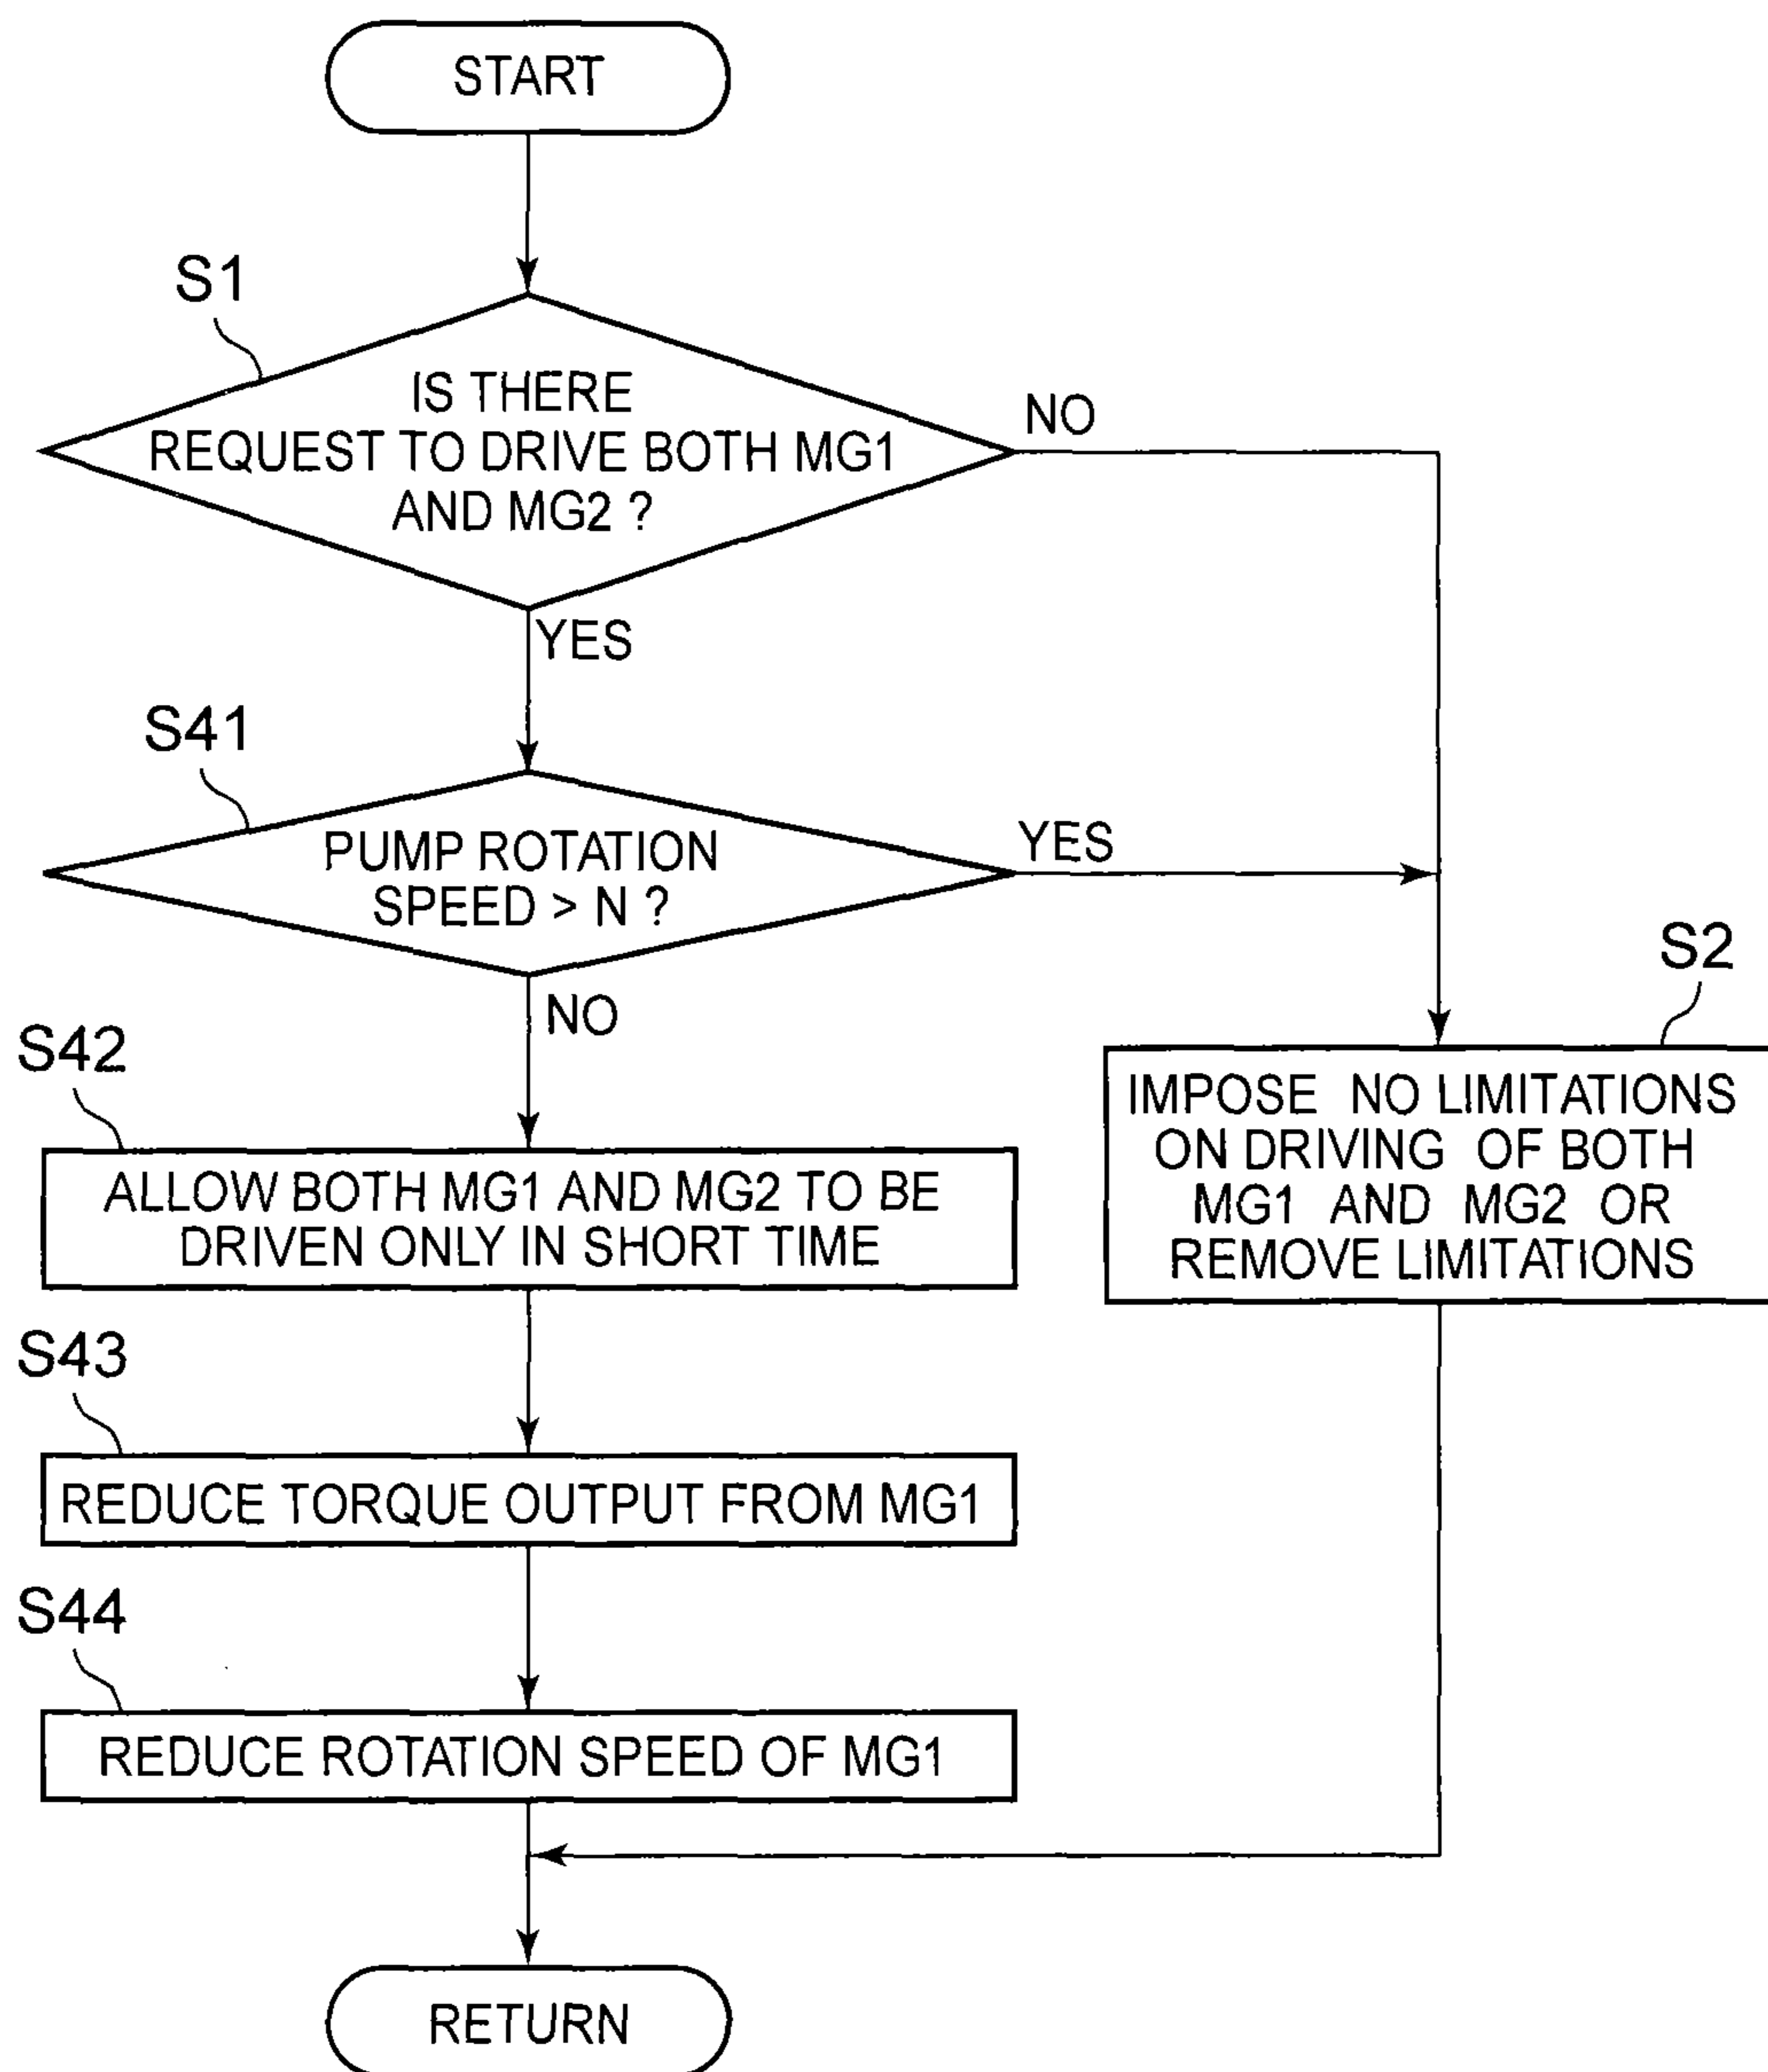 START
S1
IS THERE
REQUEST TO DRIVE BOTH MG1
AND MG2 ?
NO
YES
S41
PUMP ROTATION
SPEED > N ?
YES
NO
S2
IMPOSE NO LIMITATIONS
ON DRIVING OF BOTH
MG1 AND MG2 OR
REMOVE LIMITATIONS
S42
ALLOW BOTH MG1 AND MG2 TO BE
DRIVEN ONLY IN SHORT TIME
S43
REDUCE TORQUE OUTPUT FROM MG1
S44
REDUCE ROTATION SPEED OF MG1
RETURN